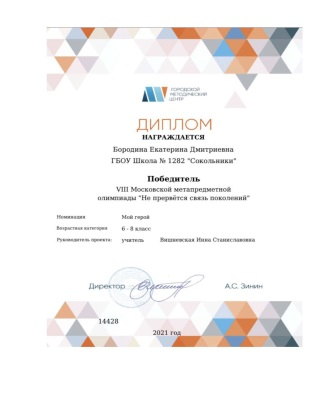 ГОРОДСКОЙ
МЕТОДИЧЕСКИЙ
ЦЕНТР
ДИПЛОМ
НАГРАЖДАЕТСЯ
Бородина Екатерина Дмитриевна
ГБОУ Школа № 1282 "Сокольники"
Победитель
VIII Московской метапредметной
олимпиады "Не прервётся связь поколений"
Номинация Мой герой
Возрастная категория 6 - 8 класс
Руководитель проекта: учитель Вишневская Инна Станиславовна
Директор А.С. Зинин
14428
2021 год